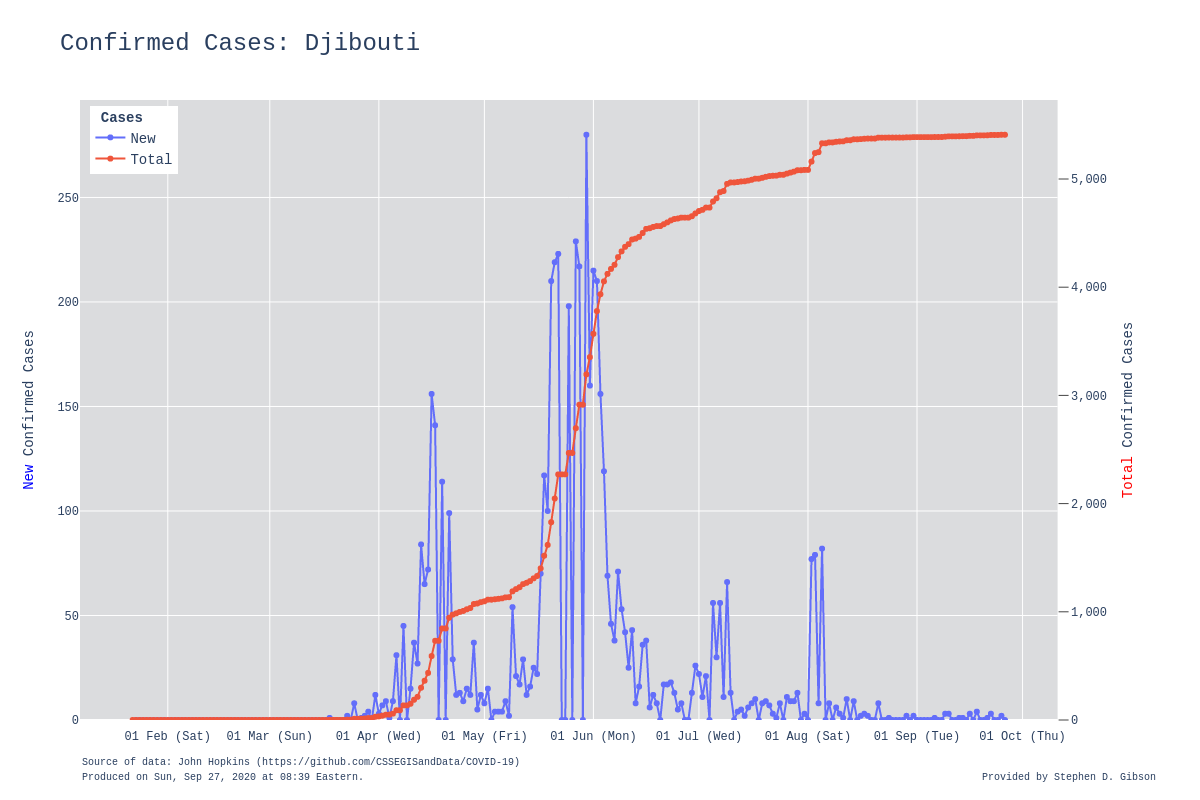 Confirmed Cases: Djibouti
Cases
New
Total
250
200
150
100
50
0
5,000
4,000
3,000
2,000
1,000
0
New Confirmed Cases
Total Confirmed Cases
01 Feb (Sat) 01 Mar (Sun) 01 Apr (Wed) 01 May (Fri) 01 Jun (Mon) 01 Jul (Wed) 01 Aug (Sat) 01 Sep (Tue) 01 Oct (Thu)
Source of data: John Hopkins (https://github.com/CSSEGISandData/COVID-19)
Produced on Sun, Sep 27, 2020 at 08:39 Eastern.
Provided by Stephen D. Gibson